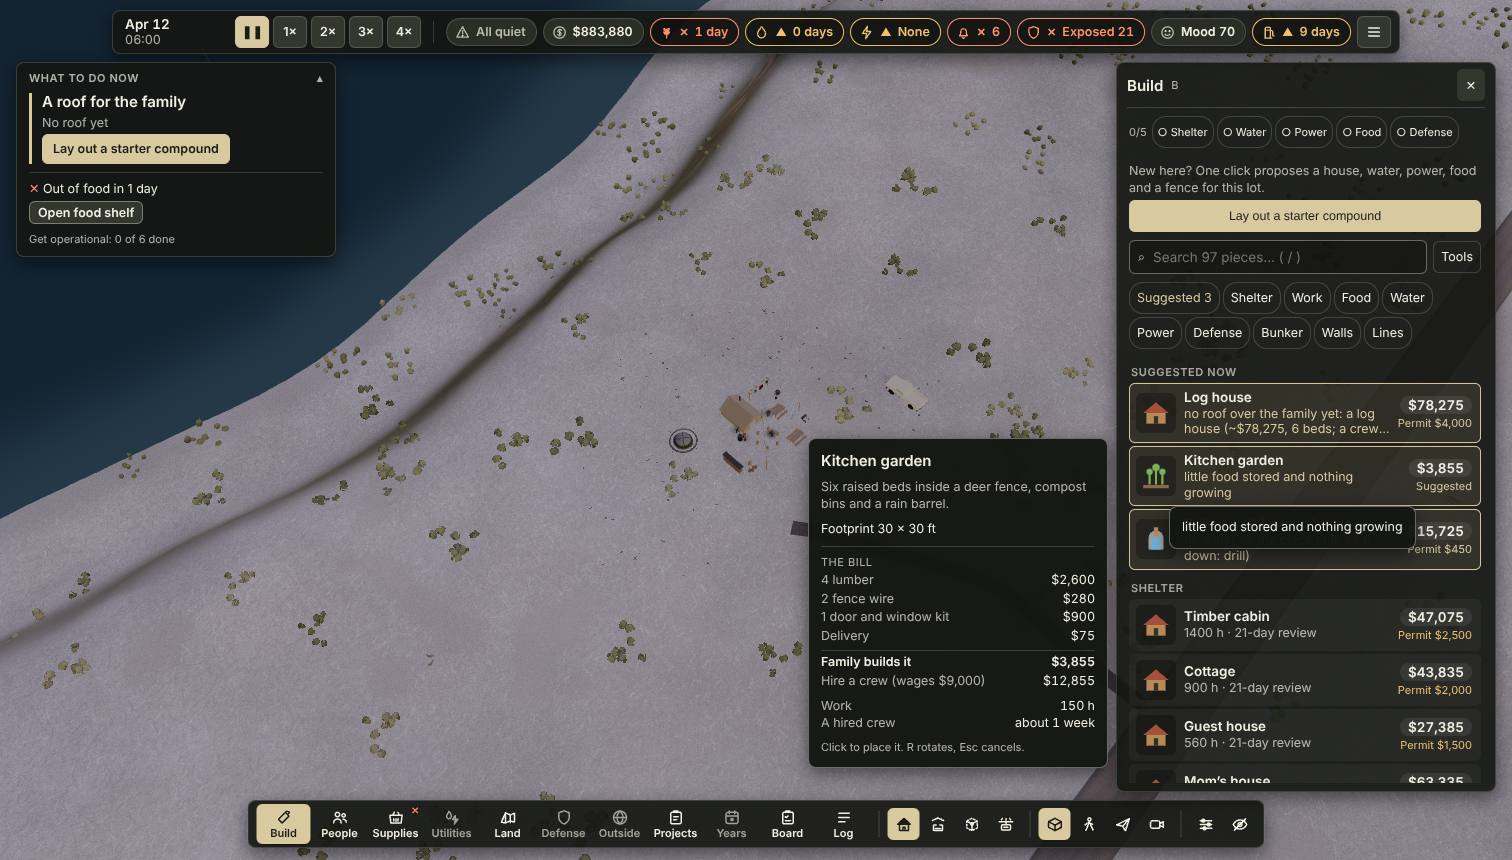 Apr 12
06:00
1×
2×
3×
4×
All quiet
$883,880
× 1 day
0 days
None
× 6
× Exposed 21
Mood 70
9 days
WHAT TO DO NOW
A roof for the family
No roof yet
Lay out a starter compound
× Out of food in 1 day
Open food shelf
Get operational: 0 of 6 done
Build B
×
0/5
Shelter
Water
Power
Food
Defense
New here? One click proposes a house, water, power, food
and a fence for this lot.
Lay out a starter compound
Search 97 pieces... ( / )
Tools
Suggested 3
Shelter
Work
Food
Water
Power
Defense
Bunker
Walls
Lines
SUGGESTED NOW
Log house
no roof over the family yet: a log
house (~$78,275, 6 beds; a crew...
$78,275
Permit $4,000
Kitchen garden
little food stored and nothing
growing
$3,855
Suggested
little food stored and nothing growing
15,725
Permit $450
down: drill)
SHELTER
Timber cabin
1400 h · 21-day review
$47,075
Permit $2,500
Cottage
900 h · 21-day review
$43,835
Permit $2,000
Guest house
560 h · 21-day review
$27,385
Permit $1,500
Mom's house
$63,335
Kitchen garden
Six raised beds inside a deer fence, compost
bins and a rain barrel.
Footprint 30 × 30 ft
THE BILL
4 lumber $2,600
2 fence wire $280
1 door and window kit $900
Delivery $75
Family builds it $3,855
Hire a crew (wages $9,000) $12,855
Work 150 h
A hired crew about 1 week
Click to place it. R rotates, Esc cancels.
Build
People
Supplies ×
Utilities
Land
Defense
Outside
Projects
Years
Board
Log